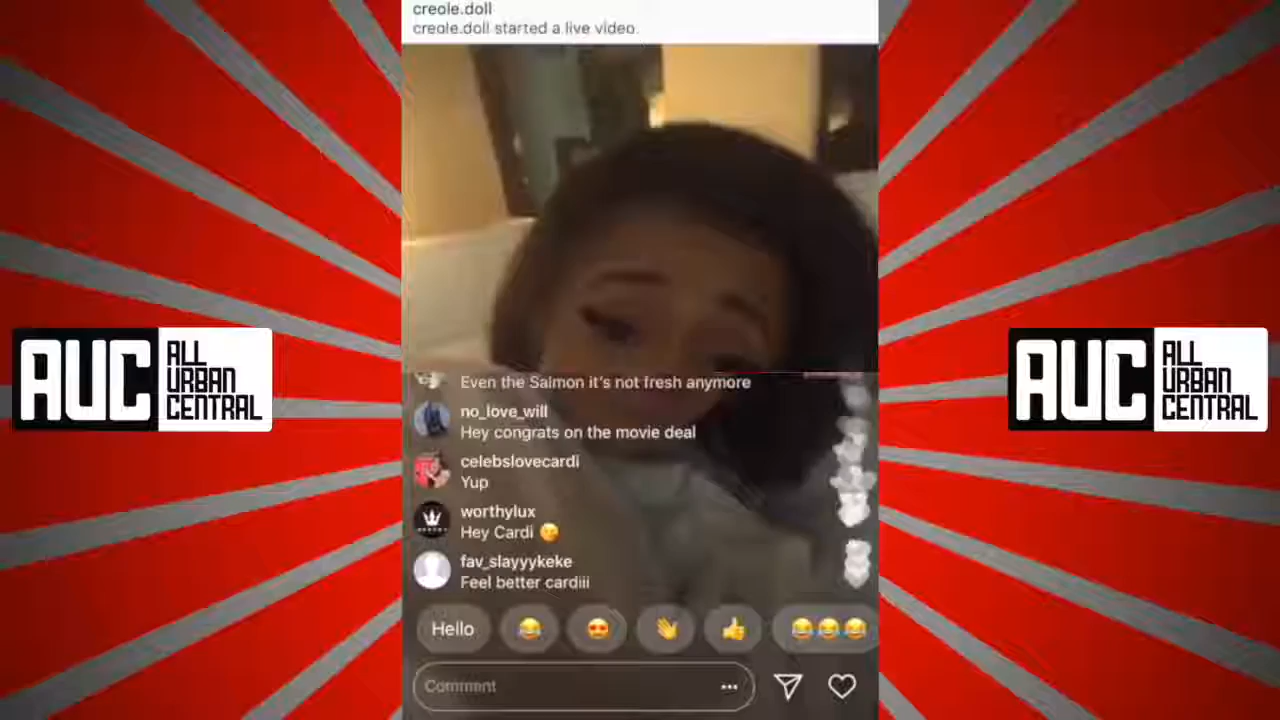 creole.doll
creole.doll started a live video.
Even the Salmon it's not fresh anymore
no_love_will
Hey congrats on the movie deal
celebslovecardi
Yup
worthylux
Hey Cardi 😘
fav_slayyykeke
Feel better cardiii
Hello 😂 😍 👋 👍 😂😂😂
Comment
AUC ALL
URBAN
CENTRAL
AUC ALL
URBAN
CENTRAL